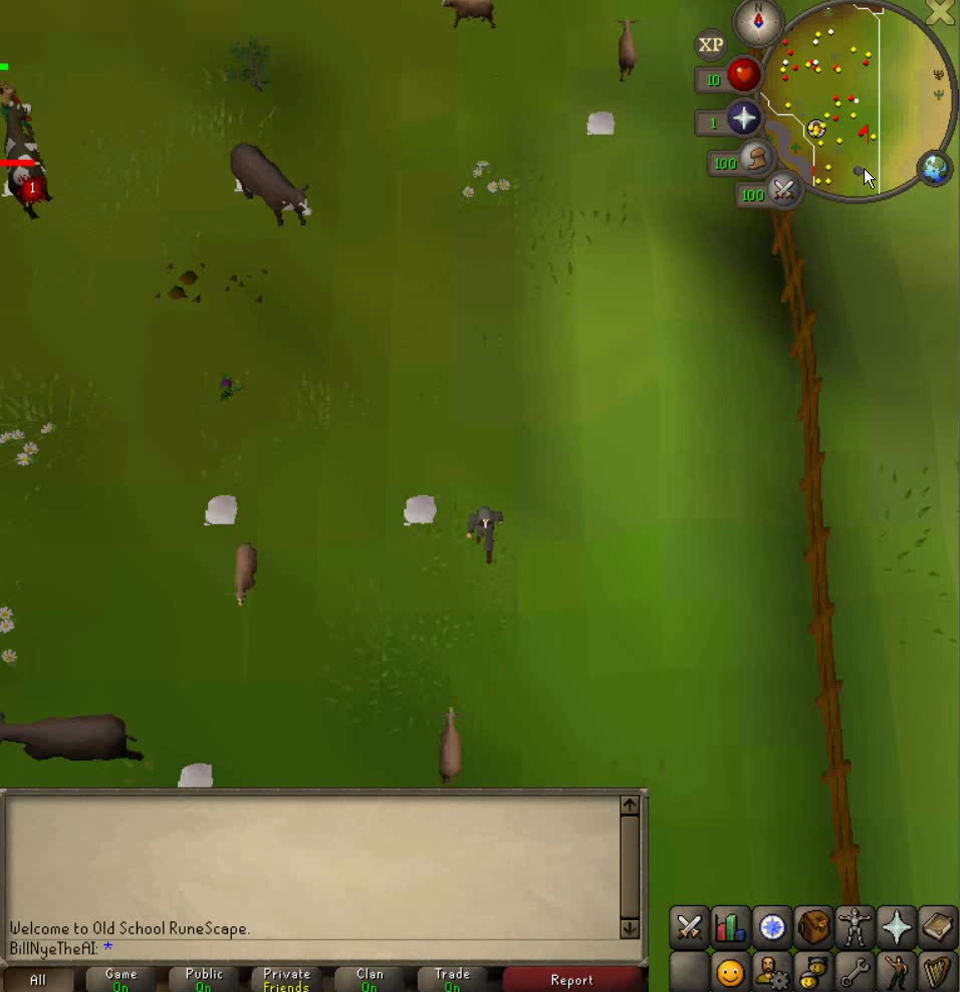 N
XP
10
1
1
100
100
Welcome to Old School RuneScape.
BillNyeTheAI: *
All
Game
On
Public
On
Private
Friends
Clan
On
Trade
On
Report